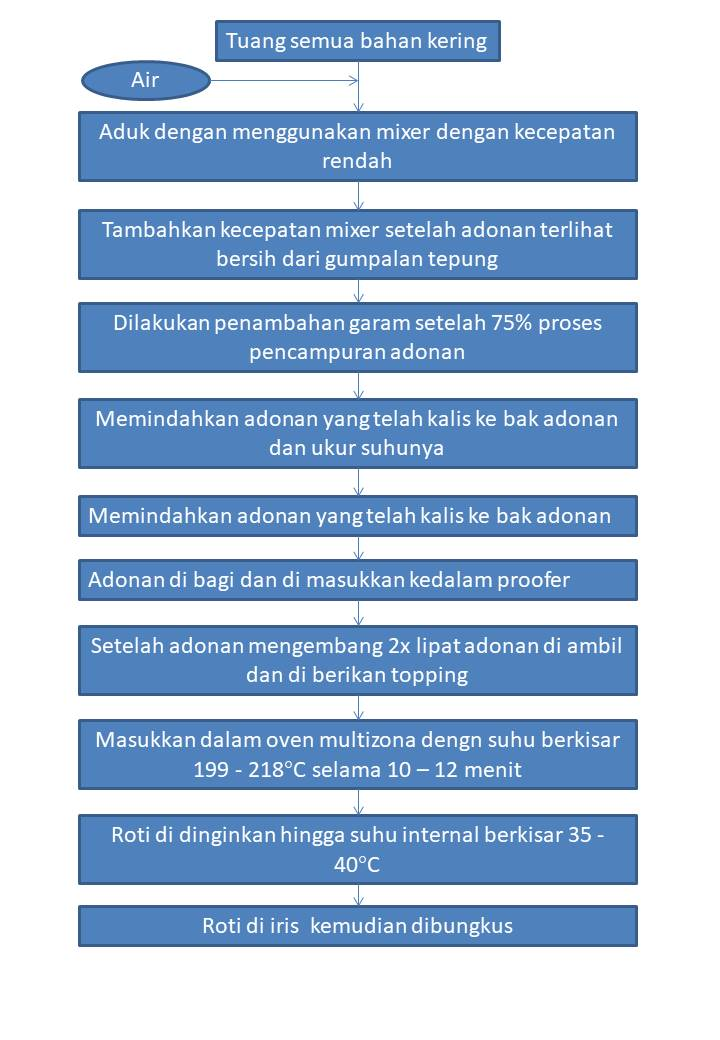 Tuang semua bahan kering
Air
Aduk dengan menggunakan mixer dengan kecepatan
rendah
Tambahkan kecepatan mixer setelah adonan terlihat
bersih dari gumpalan tepung
Dilakukan penambahan garam setelah 75% proses
pencampuran adonan
Memindahkan adonan yang telah kalis ke bak adonan
dan ukur suhunya
Memindahkan adonan yang telah kalis ke bak adonan
Adonan di bagi dan di masukkan kedalam proofer
Setelah adonan mengembang 2x lipat adonan di ambil
dan di berikan topping
Masukkan dalam oven multizona dengn suhu berkisar
199 - 218°C selama 10 – 12 menit
Roti di dinginkan hingga suhu internal berkisar 35 -
40°C
Roti di iris  kemudian dibungkus